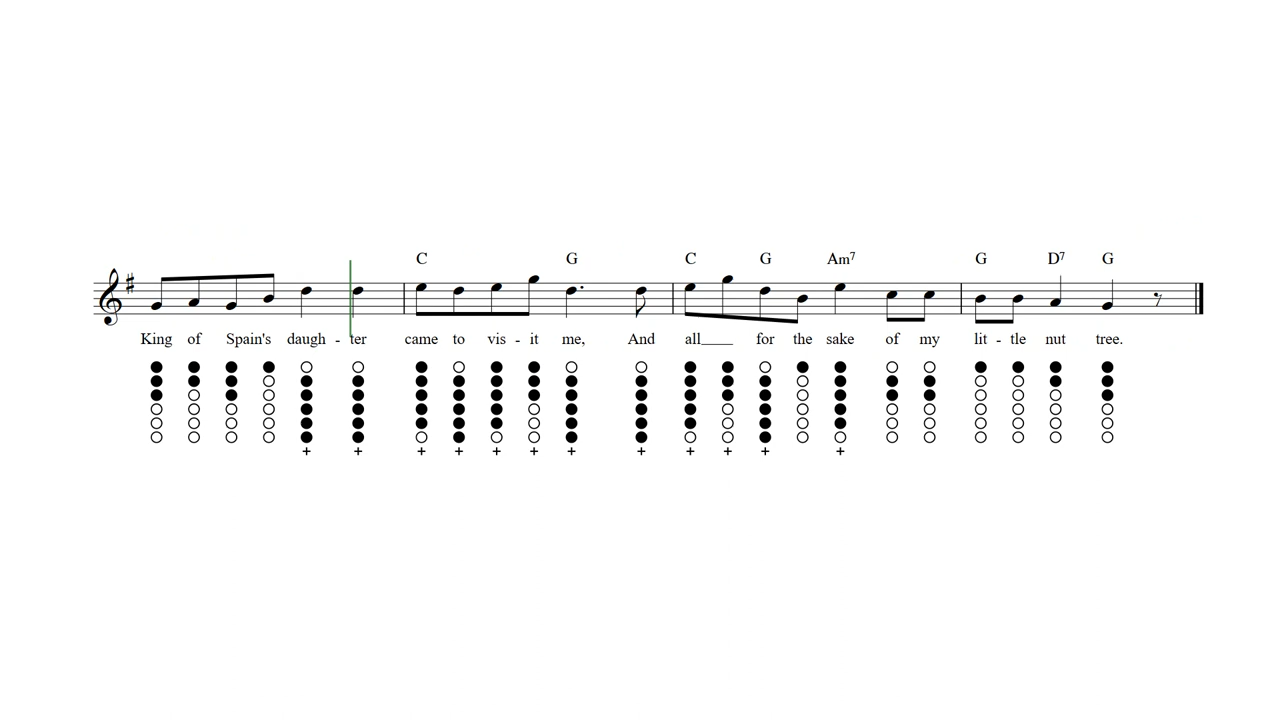 C G C G Am7 G D7 G
King of Spain's daugh - ter came to vis - it me, And all___ for the sake of my lit - tle nut tree.
+ + + + + + + + + + + +